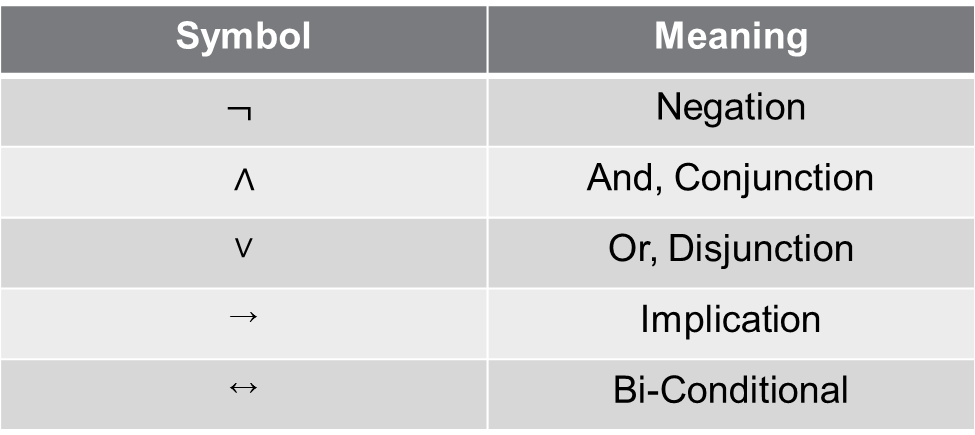 Symbol Meaning
¬ Negation
∧ And, Conjunction
∨ Or, Disjunction
→ Implication
↔ Bi-Conditional